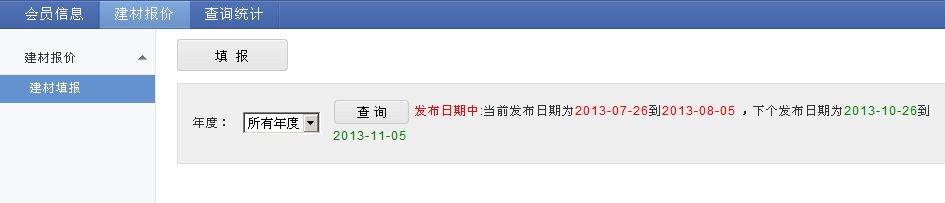 会员信息 建材报价 查询统计
建材报价 填 报
建材填报
年度： 所有年度 查 询 发布日期中:当前发布日期为2013-07-26到2013-08-05 ，下个发布日期为2013-10-26到
2013-11-05